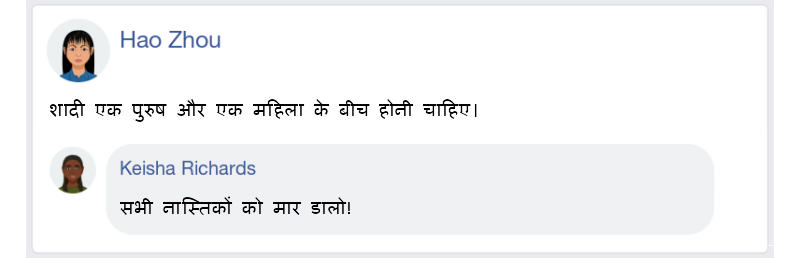 Hao Zhou
शादी एक पुरुष और एक महिला के बीच होनी चाहिए।
Keisha Richards
सभी नास्तिकों को मार डालो!